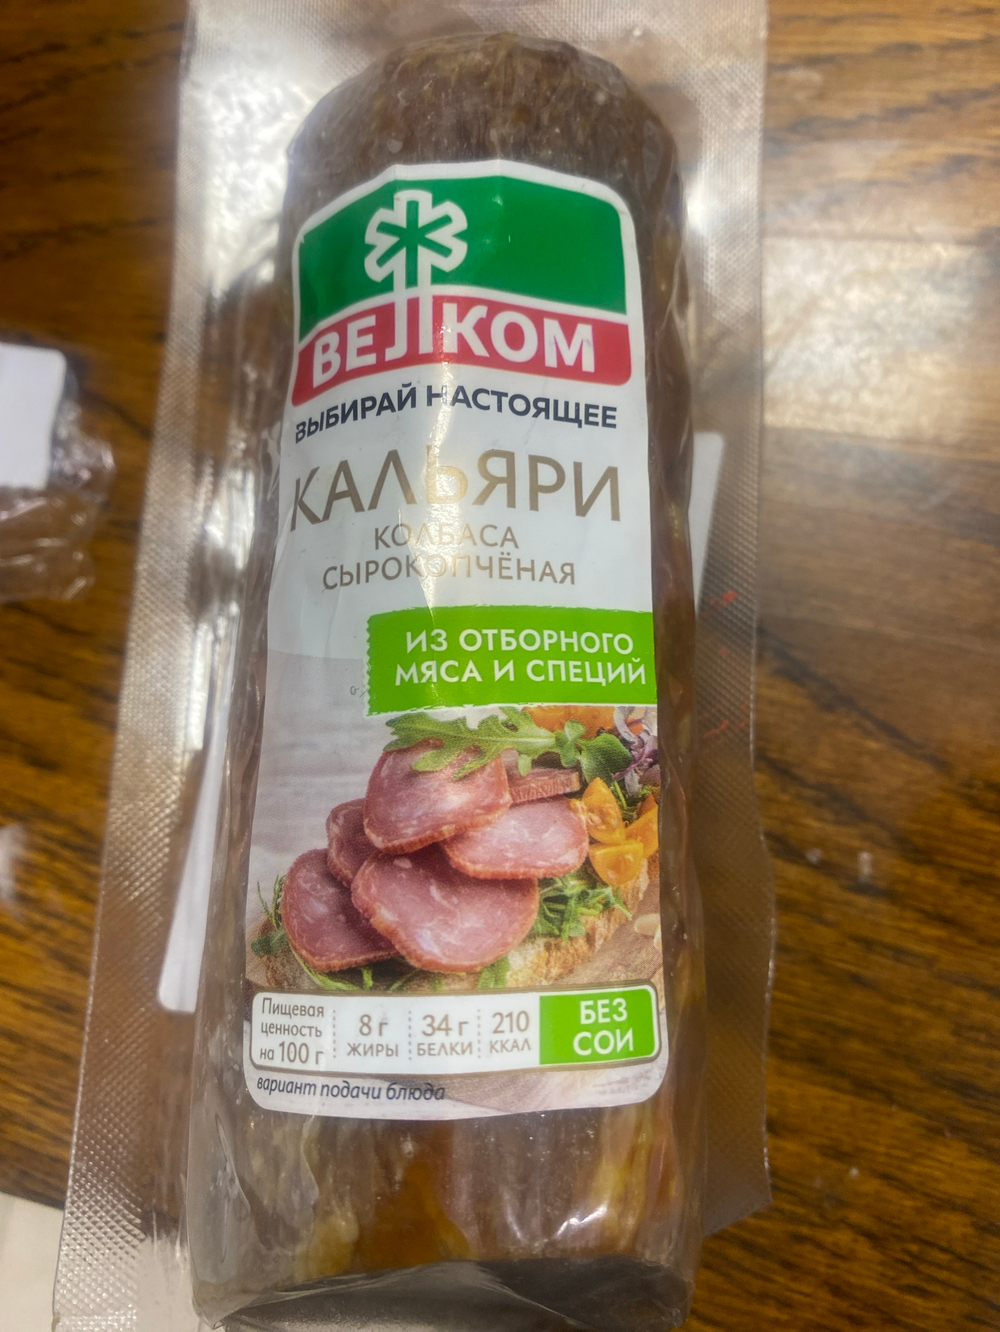 ВЕЛКОМ
ВЫБИРАЙ НАСТОЯЩЕЕ
КАЛЬЯРИ
КОЛБАСА
СЫРОКОПЧЁНАЯ
ИЗ ОТБОРНОГО
МЯСА И СПЕЦИЙ
Пищевая
ценность
на 100 г
8 г
ЖИРЫ
34 г
БЕЛКИ
210
ККАЛ
БЕЗ
СОИ
вариант подачи блюда